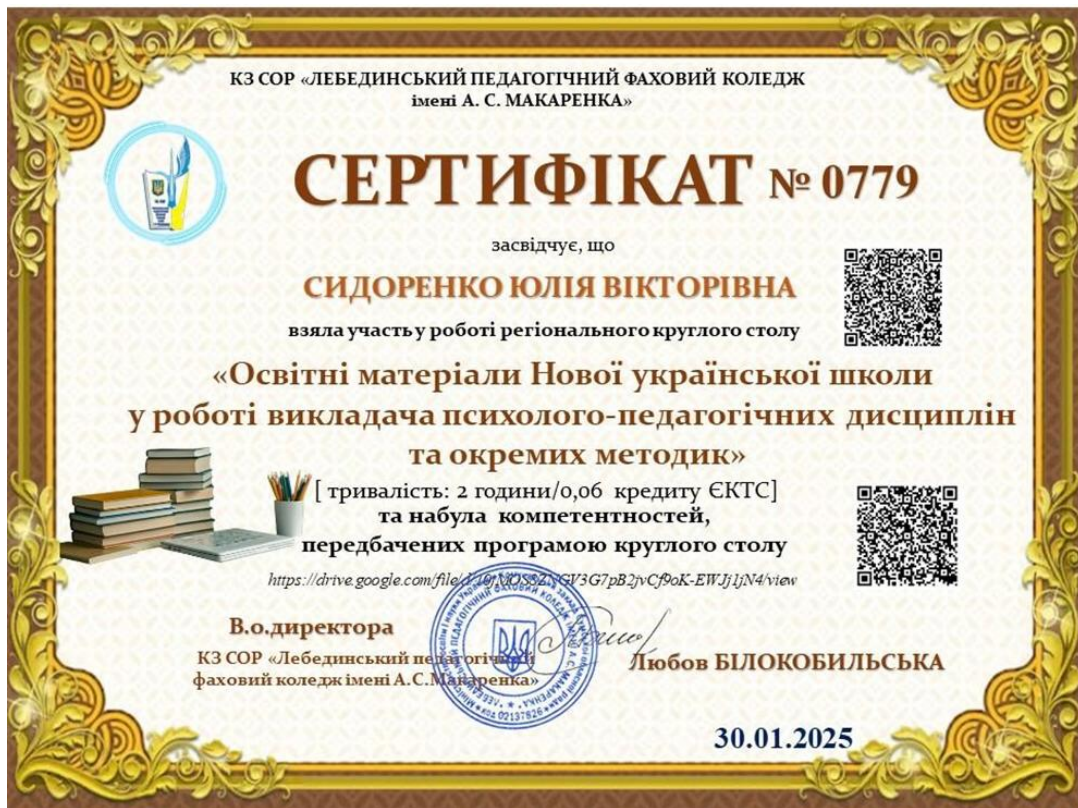 КЗ СОР «ЛЕБЕДИНСЬКИЙ ПЕДАГОГІЧНИЙ ФАХОВИЙ КОЛЕДЖ
імені А. С. МАКАРЕНКА»
СЕРТИФІКАТ № 0779
засвідчує, що
СИДОРЕНКО ЮЛІЯ ВІКТОРІВНА
взяла участь у роботі регіонального круглого столу
«Освітні матеріали Нової української школи
у роботі викладача психолого-педагогічних дисциплін
та окремих методик»
[ тривалість: 2 години/0,06 кредиту ЄКТС]
та набула компетентностей,
передбачених програмою круглого столу
В.о.директора
КЗ СОР «Лебединський педагогічний
фаховий коледж імені А.С.Макаренка»
Любов БІЛОКОБИЛЬСЬКА
код 02137826
30.01.2025